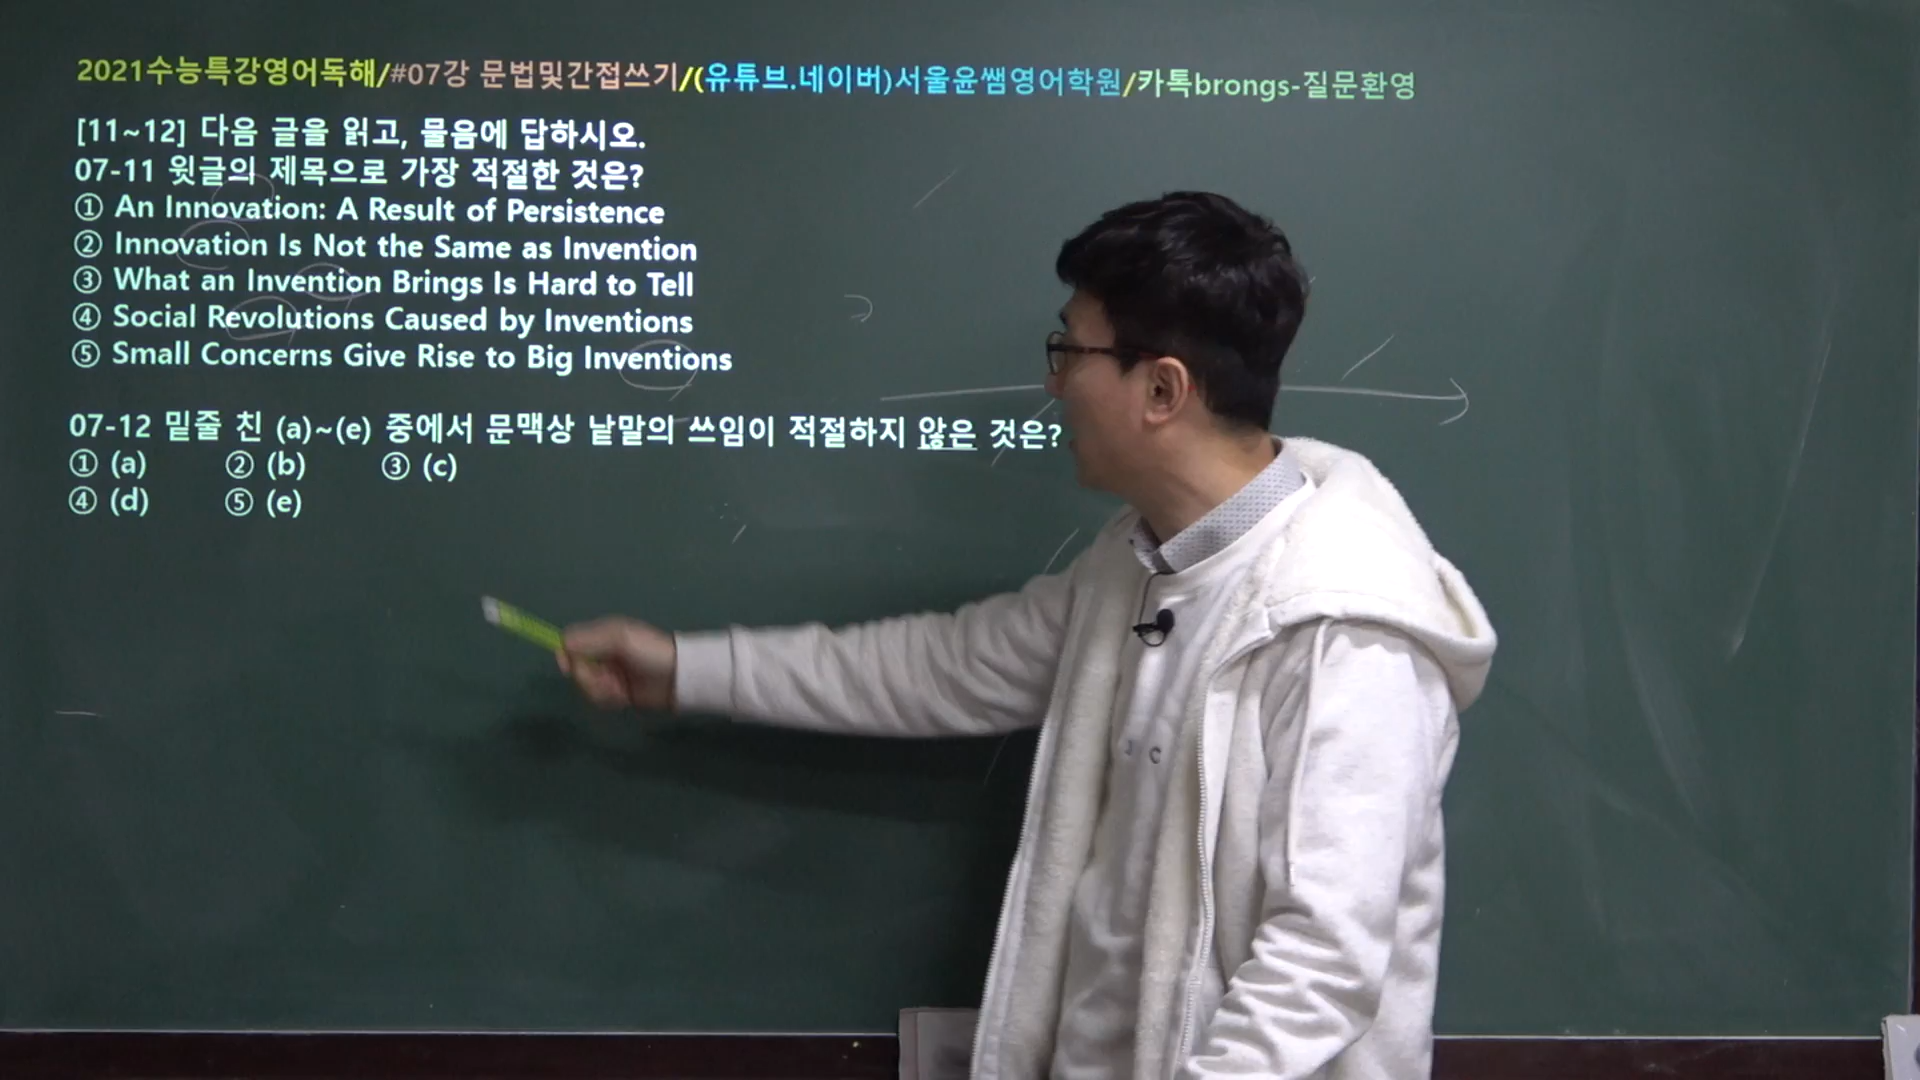 2021수능특강영어독해/#07강 문법및간접쓰기/(유튜브.네이버)서울윤쌤영어학원/카톡brongs-질문환영
[11~12] 다음 글을 읽고, 물음에 답하시오.
07-11 윗글의 제목으로 가장 적절한 것은?
① An Innovation: A Result of Persistence
② Innovation Is Not the Same as Invention
③ What an Invention Brings Is Hard to Tell
④ Social Revolutions Caused by Inventions
⑤ Small Concerns Give Rise to Big Inventions
07-12 밑줄 친 (a)~(e) 중에서 문맥상 낱말의 쓰임이 적절하지 않은 것은?
① (a) ② (b) ③ (c)
④ (d) ⑤ (e)